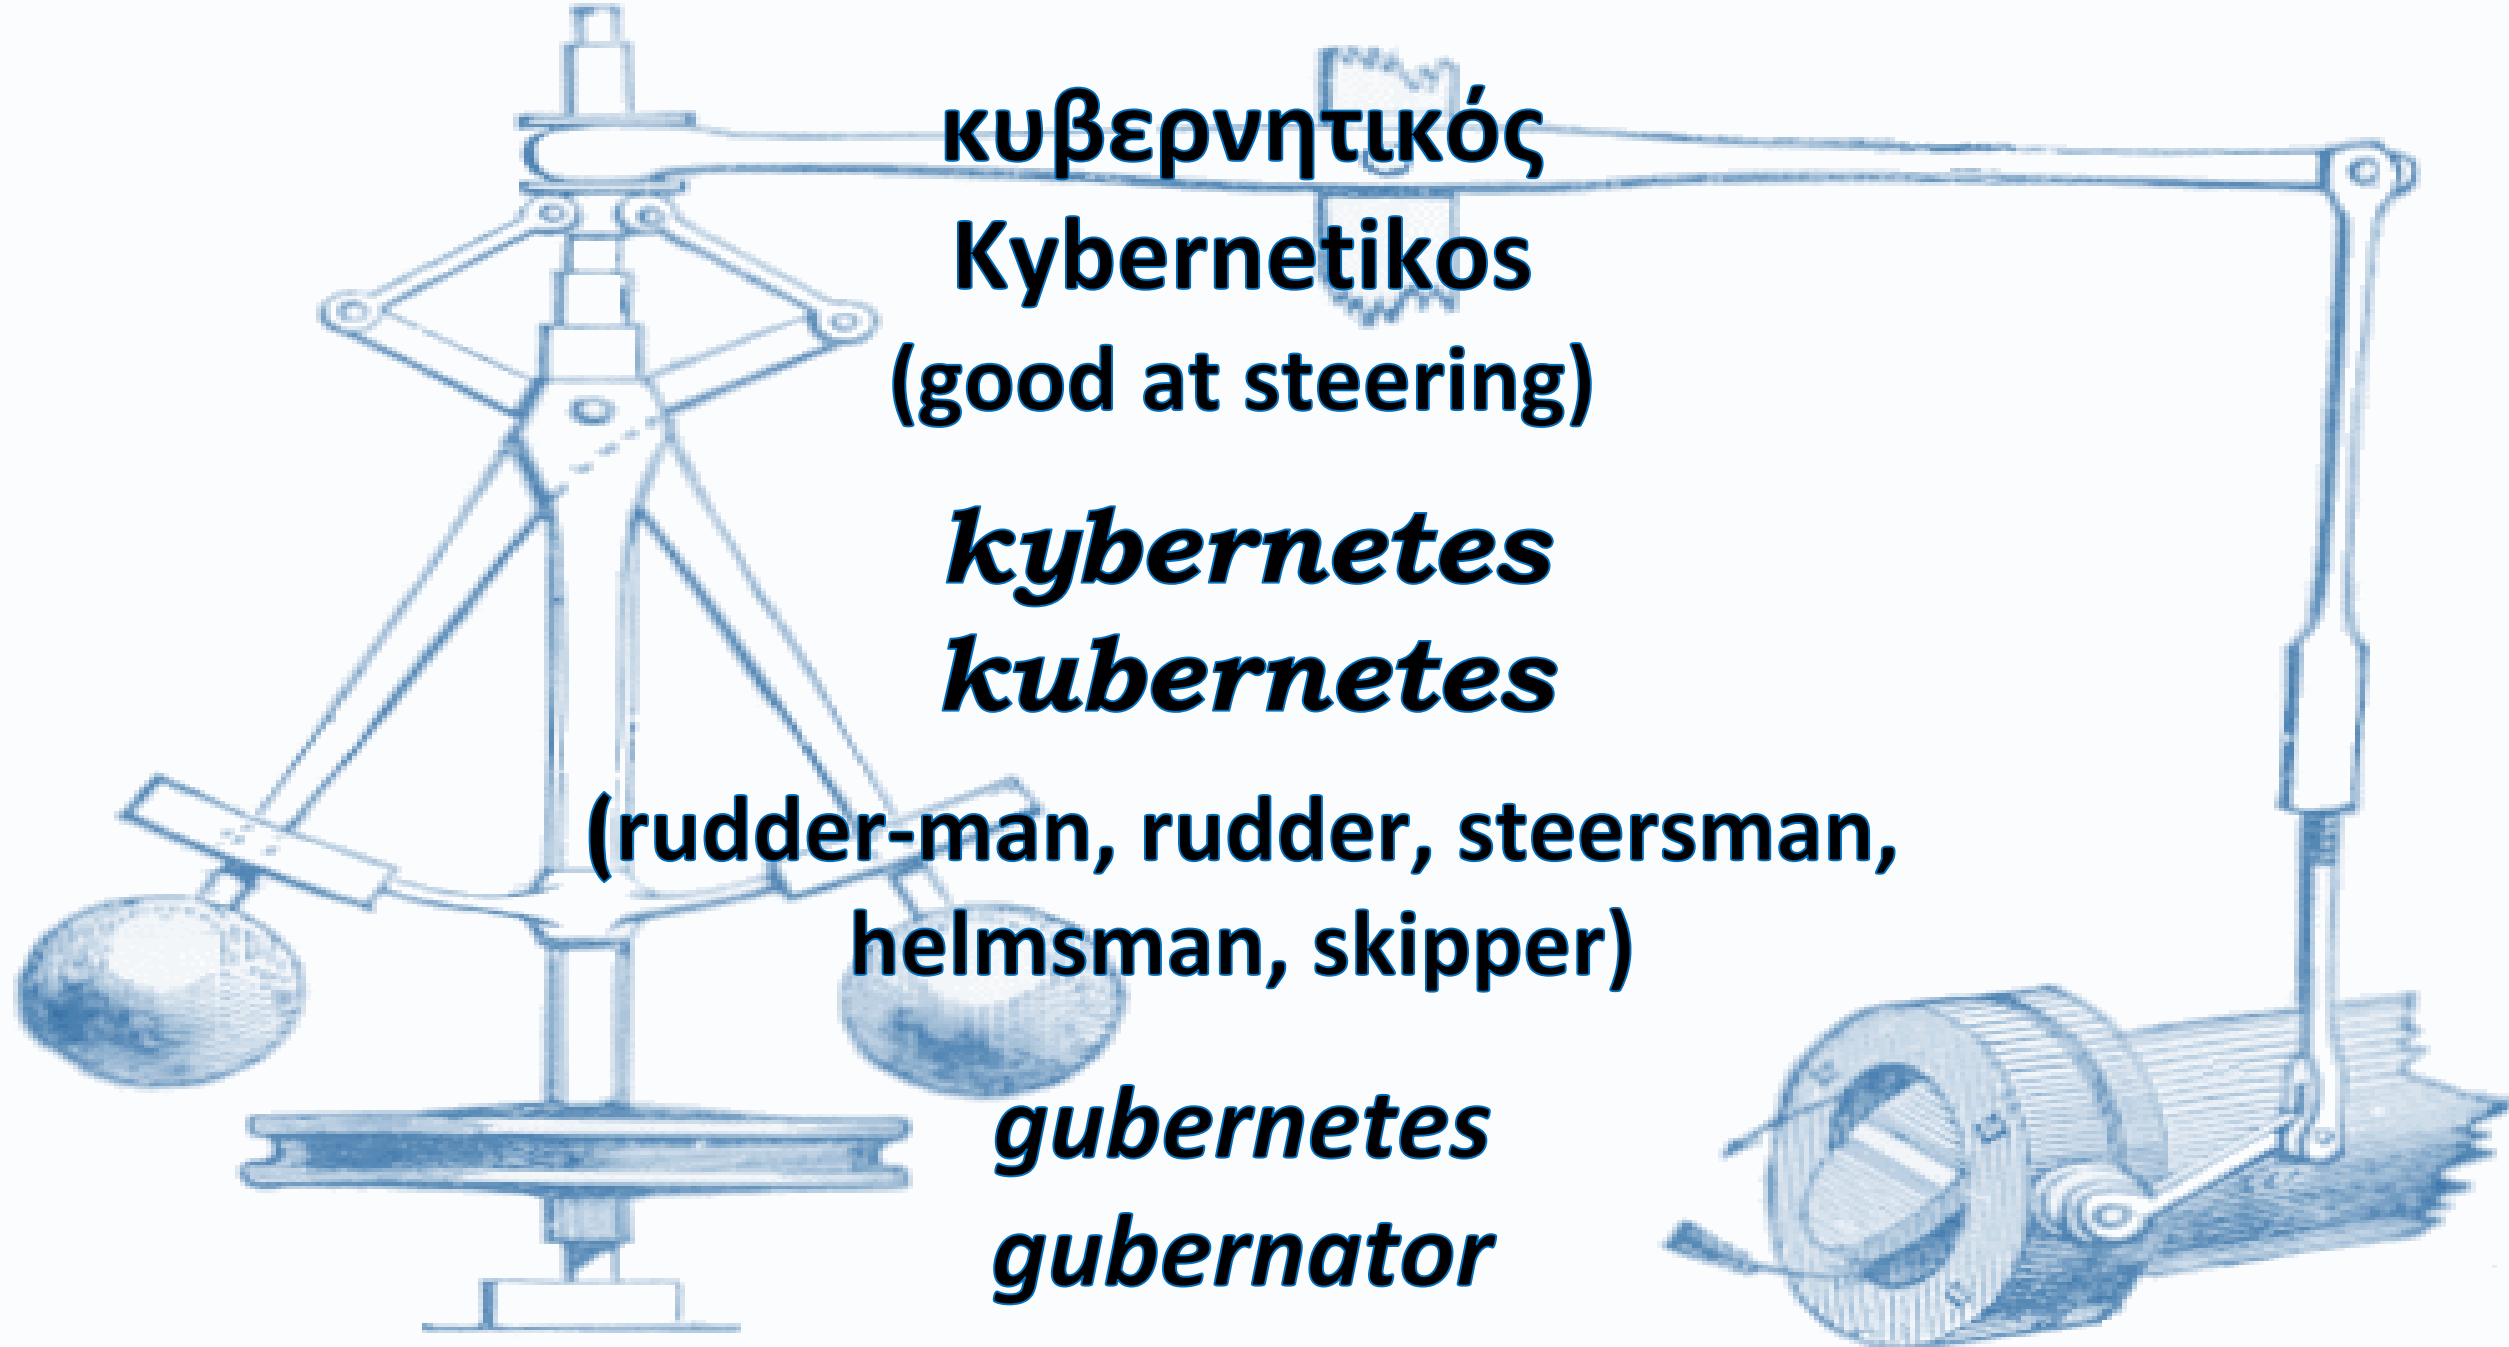 κυβερνητικός
Kybernetikos
(good at steering)
kybernetes
kubernetes
(rudder-man, rudder, steersman,
helmsman, skipper)
gubernetes
gubernator